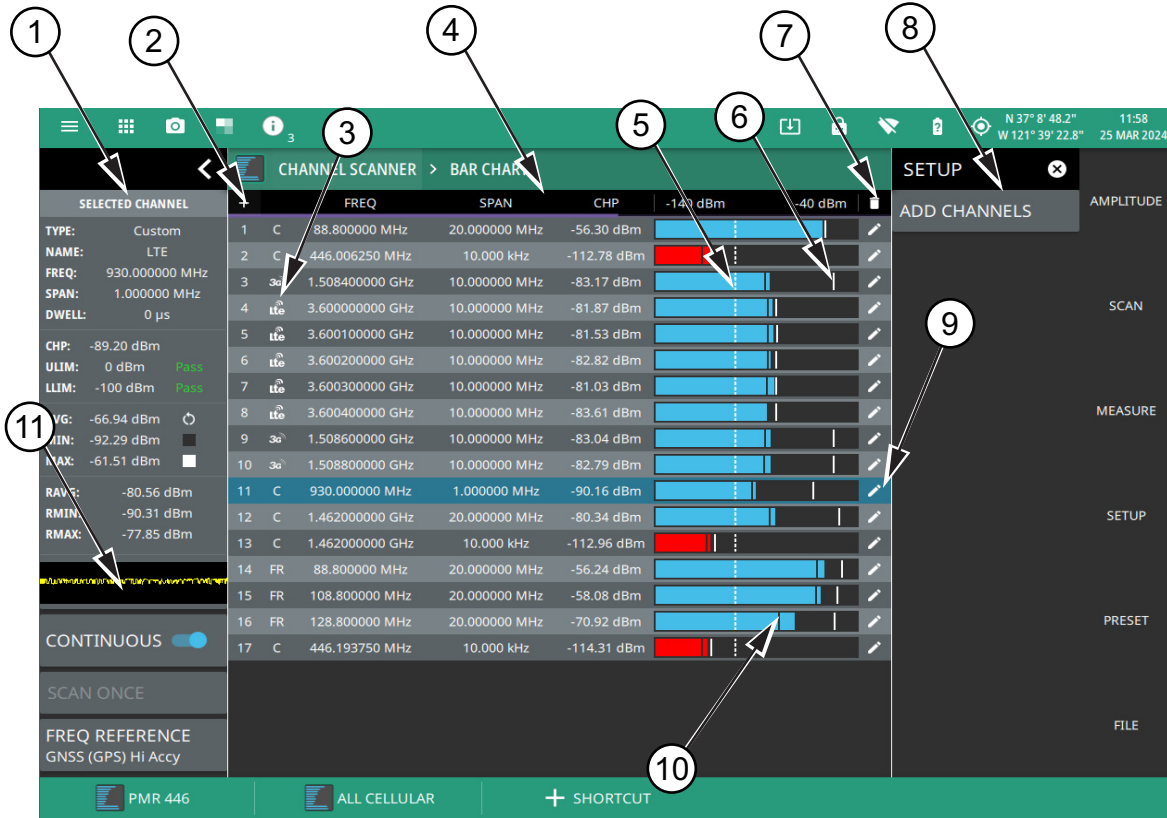 1
2
4
7
8
3
5
6
3
N 37° 8' 48.2"
W 121° 39' 22.8"
11:58
25 MAR 2024
CHANNEL SCANNER > BAR CHART
SETUP
SELECTED CHANNEL
+ FREQ SPAN CHP -140 dBm -40 dBm
ADD CHANNELS
AMPLITUDE
TYPE: Custom
NAME: LTE
FREQ: 930.000000 MHz
SPAN: 1.000000 MHz
DWELL: 0 µs
CHP: -89.20 dBm
ULIM: 0 dBm Pass
LLIM: -100 dBm Pass
AVG: -66.94 dBm
MIN: -92.29 dBm
MAX: -61.51 dBm
RAVG: -80.56 dBm
RMIN: -90.31 dBm
RMAX: -77.85 dBm
11
CONTINUOUS
SCAN ONCE
FREQ REFERENCE
GNSS (GPS) Hi Accy
1 C 88.800000 MHz 20.000000 MHz -56.30 dBm
2 C 446.006250 MHz 10.000 kHz -112.78 dBm
3 3G 1.508400000 GHz 10.000000 MHz -83.17 dBm
4 lte 3.600000000 GHz 10.000000 MHz -81.87 dBm
5 lte 3.600100000 GHz 10.000000 MHz -81.53 dBm
6 lte 3.600200000 GHz 10.000000 MHz -82.82 dBm
7 lte 3.600300000 GHz 10.000000 MHz -81.03 dBm
8 lte 3.600400000 GHz 10.000000 MHz -83.61 dBm
9 3G 1.508600000 GHz 10.000000 MHz -83.04 dBm
10 3G 1.508800000 GHz 10.000000 MHz -82.79 dBm
11 C 930.000000 MHz 1.000000 MHz -90.16 dBm
12 C 1.462000000 GHz 20.000000 MHz -80.34 dBm
13 C 1.462000000 GHz 10.000 kHz -112.96 dBm
14 FR 88.800000 MHz 20.000000 MHz -56.24 dBm
15 FR 108.800000 MHz 20.000000 MHz -58.08 dBm
16 FR 128.800000 MHz 20.000000 MHz -70.92 dBm
17 C 446.193750 MHz 10.000 kHz -114.31 dBm
9
10
SCAN
MEASURE
SETUP
PRESET
FILE
PMR 446
ALL CELLULAR
+ SHORTCUT